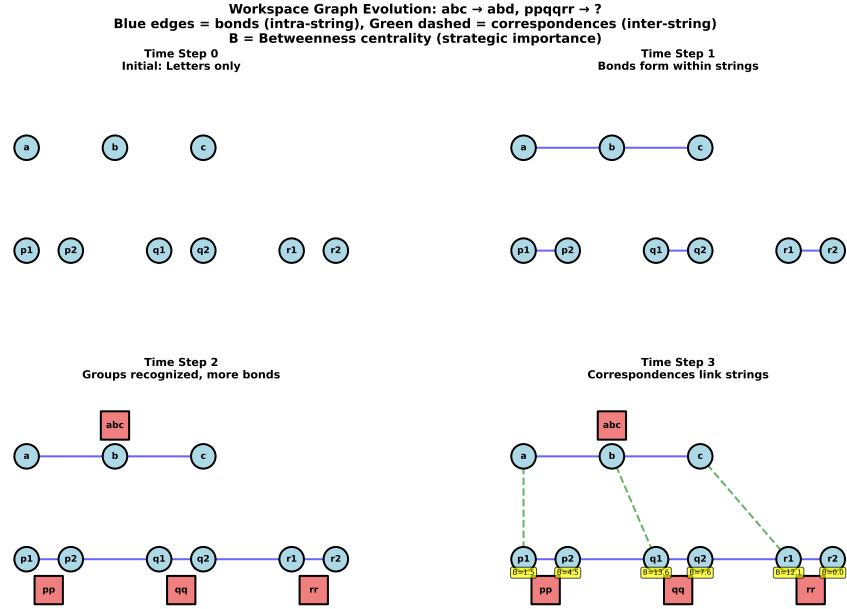 Workspace Graph Evolution: abc → abd, ppqqrr → ?
Blue edges = bonds (intra-string), Green dashed = correspondences (inter-string)
B = Betweenness centrality (strategic importance)
Time Step 0
Initial: Letters only
a b c
p1 p2 q1 q2 r1 r2
Time Step 1
Bonds form within strings
a b c
p1 p2 q1 q2 r1 r2
Time Step 2
Groups recognized, more bonds
abc
a b c
p1 p2 q1 q2 r1 r2
pp qq rr
Time Step 3
Correspondences link strings
abc
a b c
p1 p2 q1 q2 r1 r2
B=1.5 B=4.5 B=13.6 B=7.6 B=12.1 B=0.0
pp qq rr